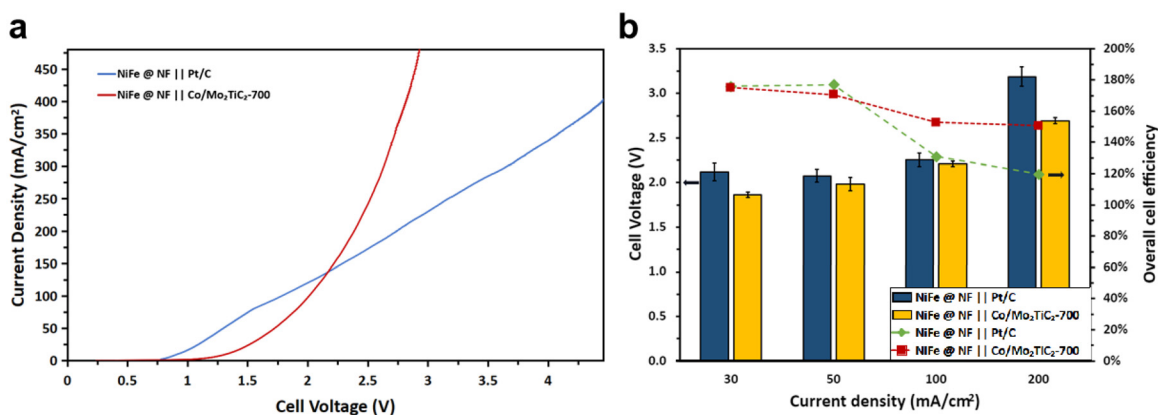 a
450
400
350
300
250
200
150
100
50
0
Current Density (mA/cm²)
NiFe @ NF || Pt/C
NiFe @ NF || Co/Mo₂TiC₂-700
0 0.5 1 1.5 2 2.5 3 3.5 4
Cell Voltage (V)
b
3.5
3.0
2.5
2.0
1.5
1.0
0.5
0.0
Cell Voltage (V)
200%
180%
160%
140%
120%
100%
80%
60%
40%
20%
0%
Overall cell efficiency
NiFe @ NF || Pt/C
NiFe @ NF || Co/Mo₂TiC₂-700
NiFe @ NF || Pt/C
NiFe @ NF || Co/Mo₂TiC₂-700
30 50 100 200
Current density (mA/cm²)